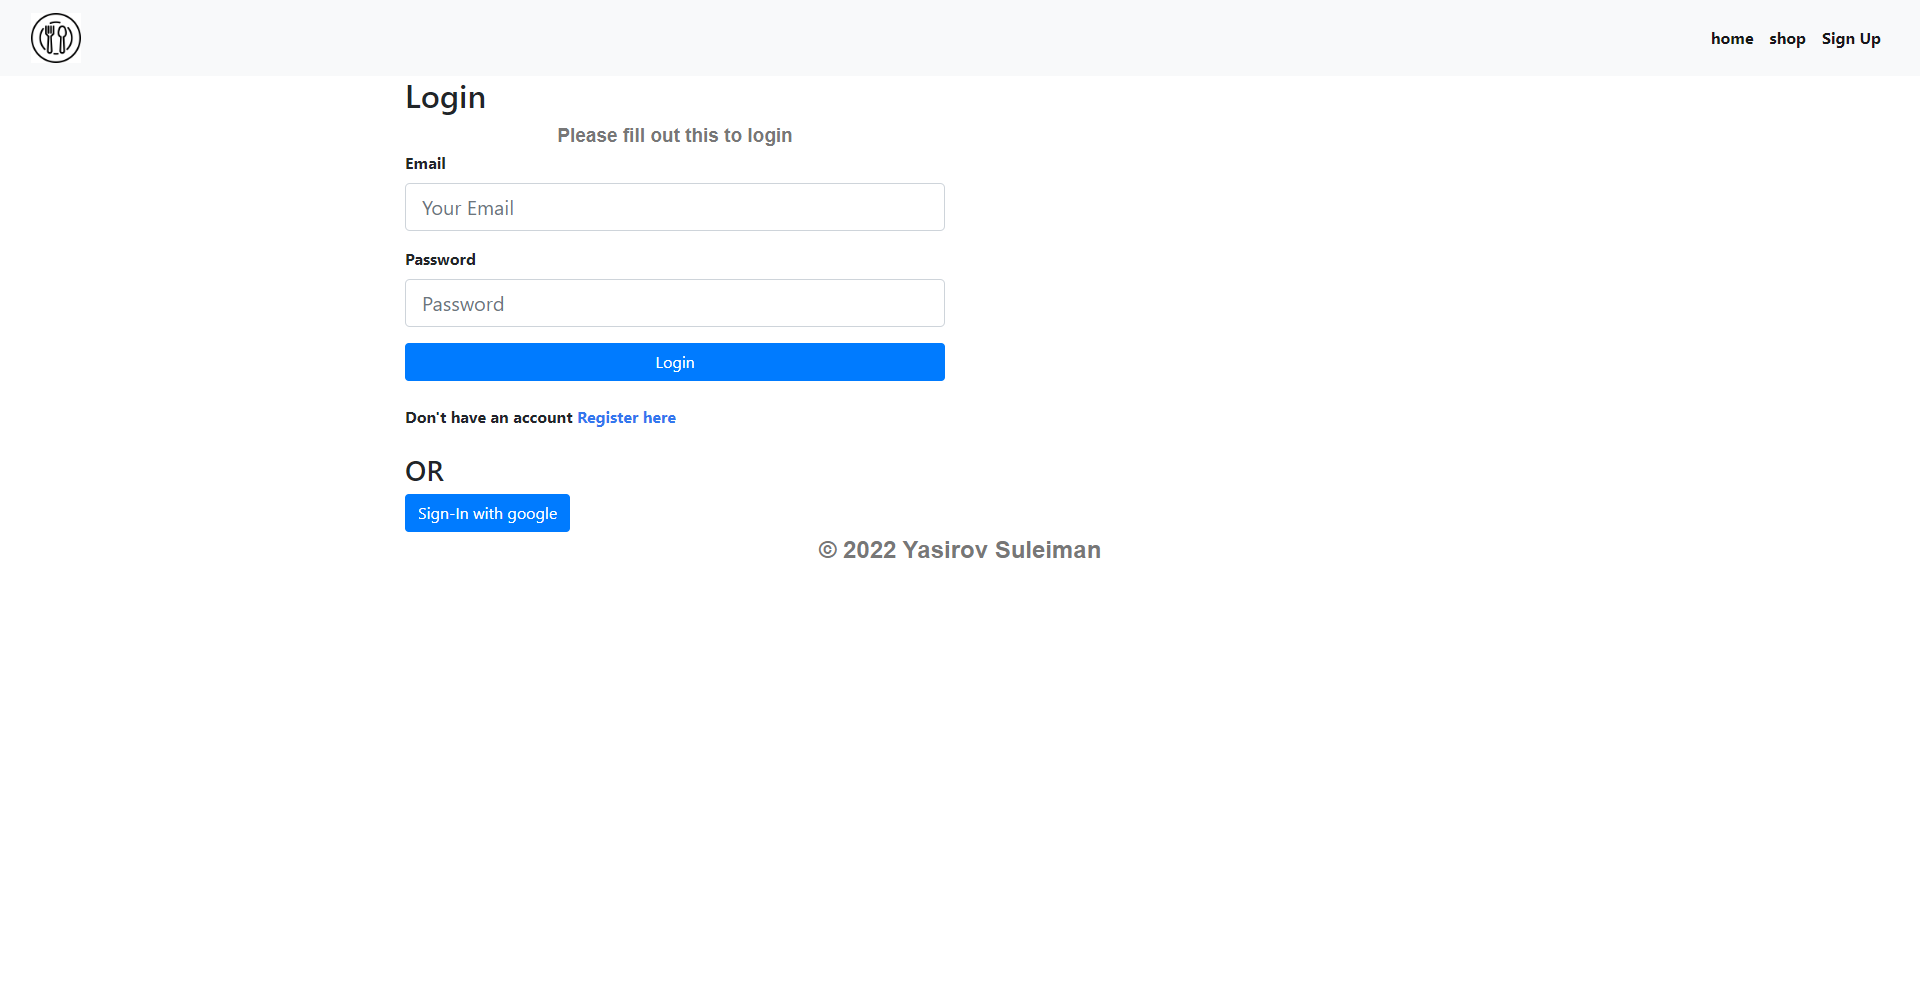 home shop Sign Up
Login
Please fill out this to login
Email
Your Email
Password
Password
Login
Don't have an account Register here
OR
Sign-In with google
© 2022 Yasirov Suleiman